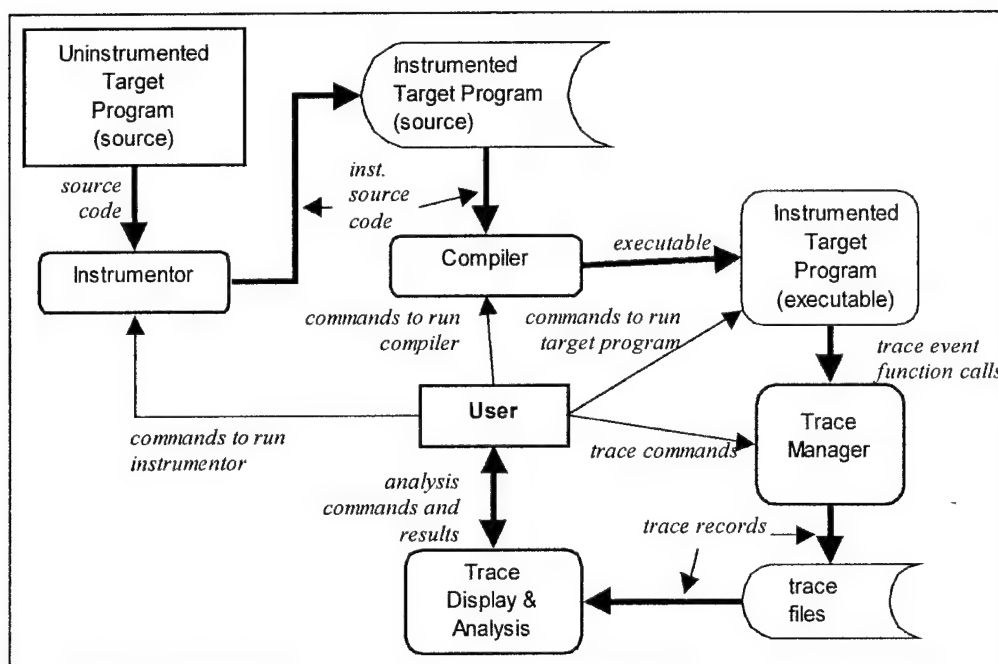 Uninstrumented
Target
Program
(source)
Instrumented
Target Program
(source)
source
code
inst.
source
code
Instrumentor
Compiler
executable
Instrumented
Target
Program
(executable)
commands to run
compiler
commands to run
target program
trace event
function calls
User
commands to run
instrumentor
trace commands
Trace
Manager
analysis
commands and
results
trace records
Trace
Display &
Analysis
trace
files